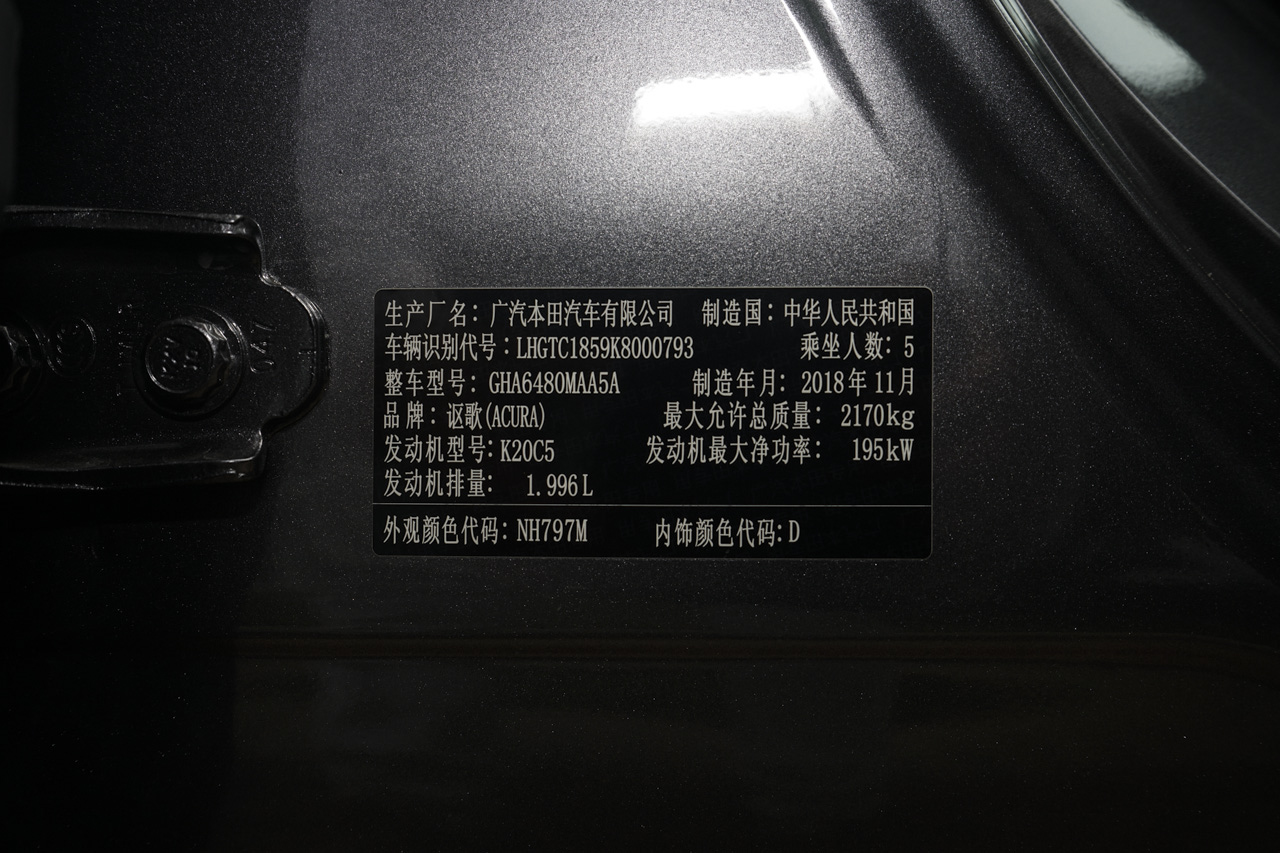 生产厂名：广汽本田汽车有限公司 制造国：中华人民共和国
车辆识别代号：LHGTC1859K8000793 乘坐人数：5
整车型号：GHA6480MAA5A 制造年月：2018年11月
品牌：讴歌(ACURA) 最大允许总质量：2170kg
发动机型号：K20C5 发动机最大净功率：195kW
发动机排量：1.996L
外观颜色代码：NH797M 内饰颜色代码：D